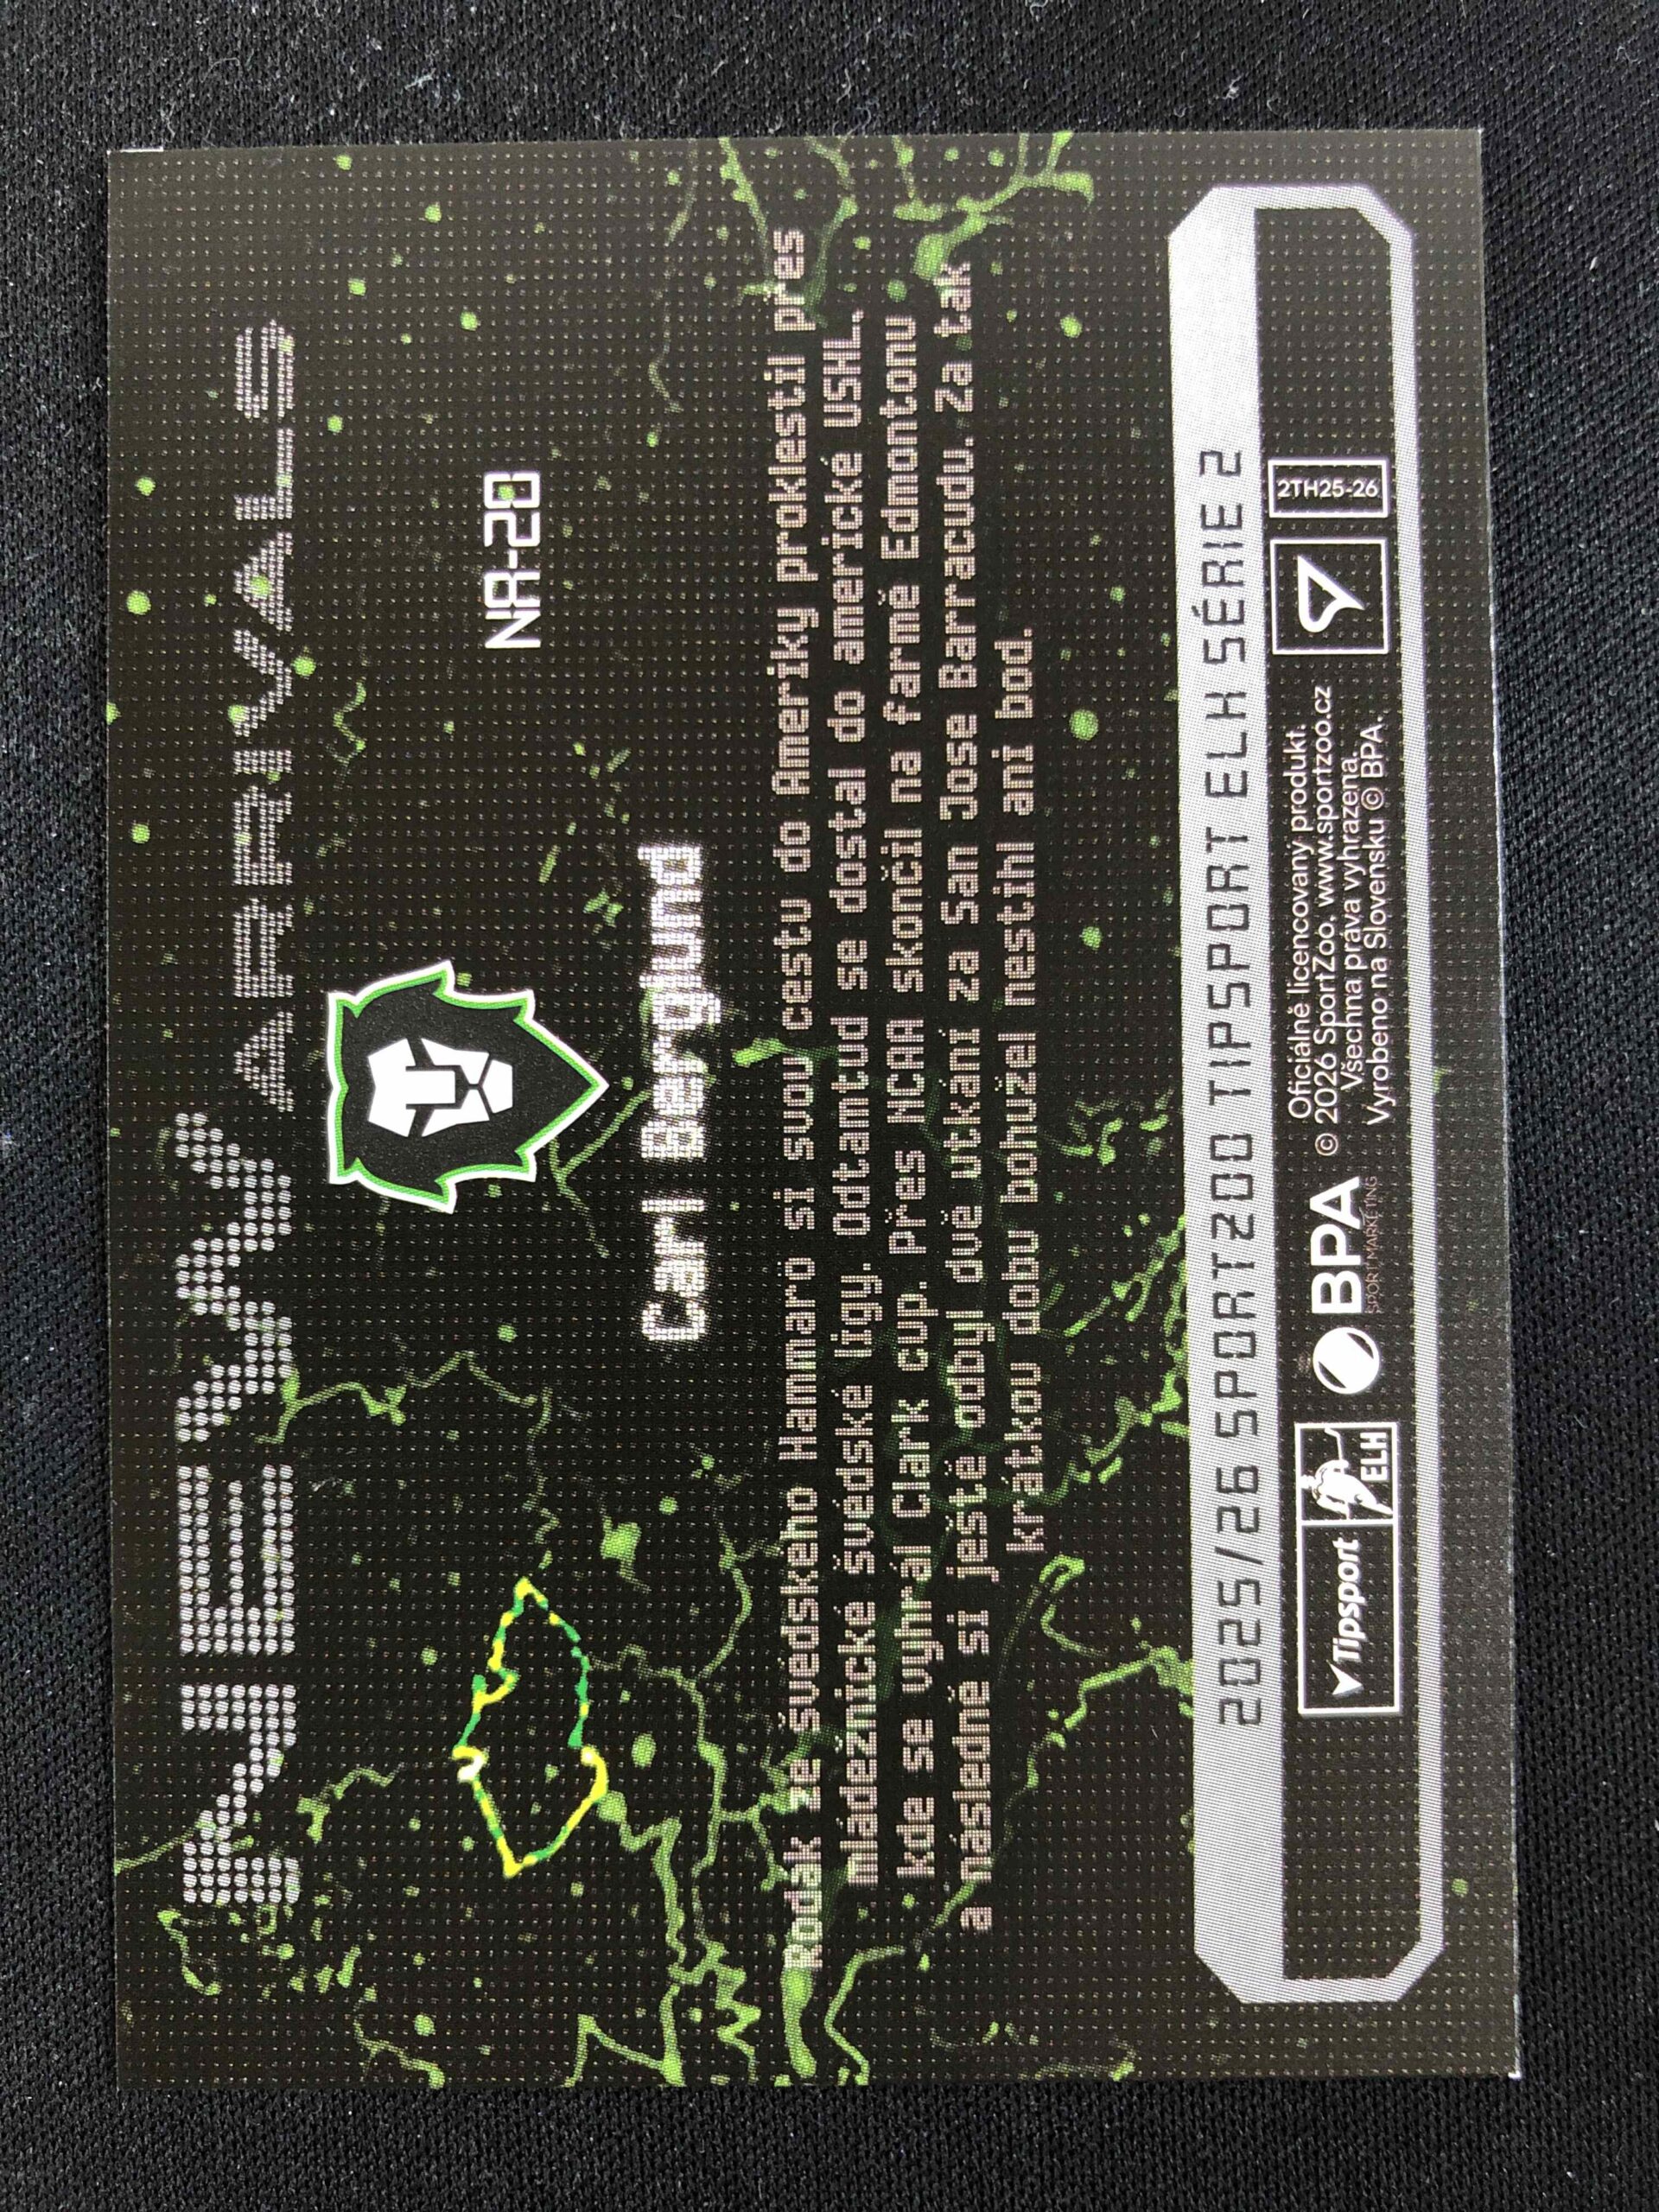 NEW ARRIVALS
NA-20
Carl Berglund
Rodák ze švédského Hammarö si svou cestu do Ameriky proklestil přes
mládežnické švédské ligy. Odtamtud se dostal do americké USHL,
kde se vyhrál Clark cup. Přes NCAA skončil na farmě Edmontonu
a následně si ještě odbyl dvě utkání za San Jose Barracudu. Za tak
krátkou dobu bohužel nestihl ani bod.
2025/26 SPORTZOO TIPSPORT ELH SÉRIE 2
Tipsport ELH
BPA
SPORT MARKETING
Oficiálně licencovaný produkt.
© 2026 SportZoo. www.sportzoo.cz
Všechna práva vyhrazena.
Vyrobeno na Slovensku © BPA.
2TH25-26